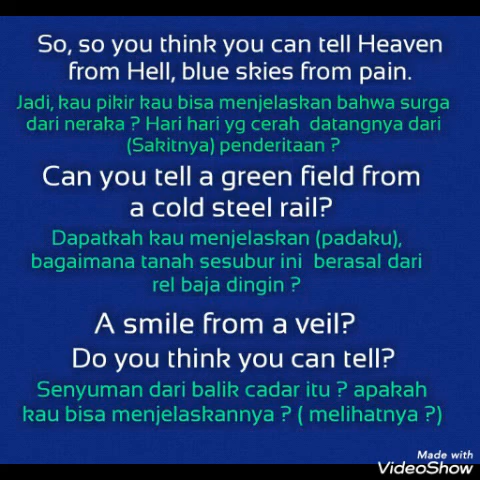 So, so you think you can tell Heaven
from Hell, blue skies from pain.
Jadi, kau pikir kau bisa menjelaskan bahwa surga
dari neraka ? Hari hari yg cerah datangnya dari
(Sakitnya) penderitaan ?
Can you tell a green field from
a cold steel rail?
Dapatkah kau menjelaskan (padaku),
bagaimana tanah sesubur ini berasal dari
rel baja dingin ?
A smile from a veil?
Do you think you can tell?
Senyuman dari balik cadar itu ? apakah
kau bisa menjelaskannya ? ( melihatnya ?)
Made with
VideoShow